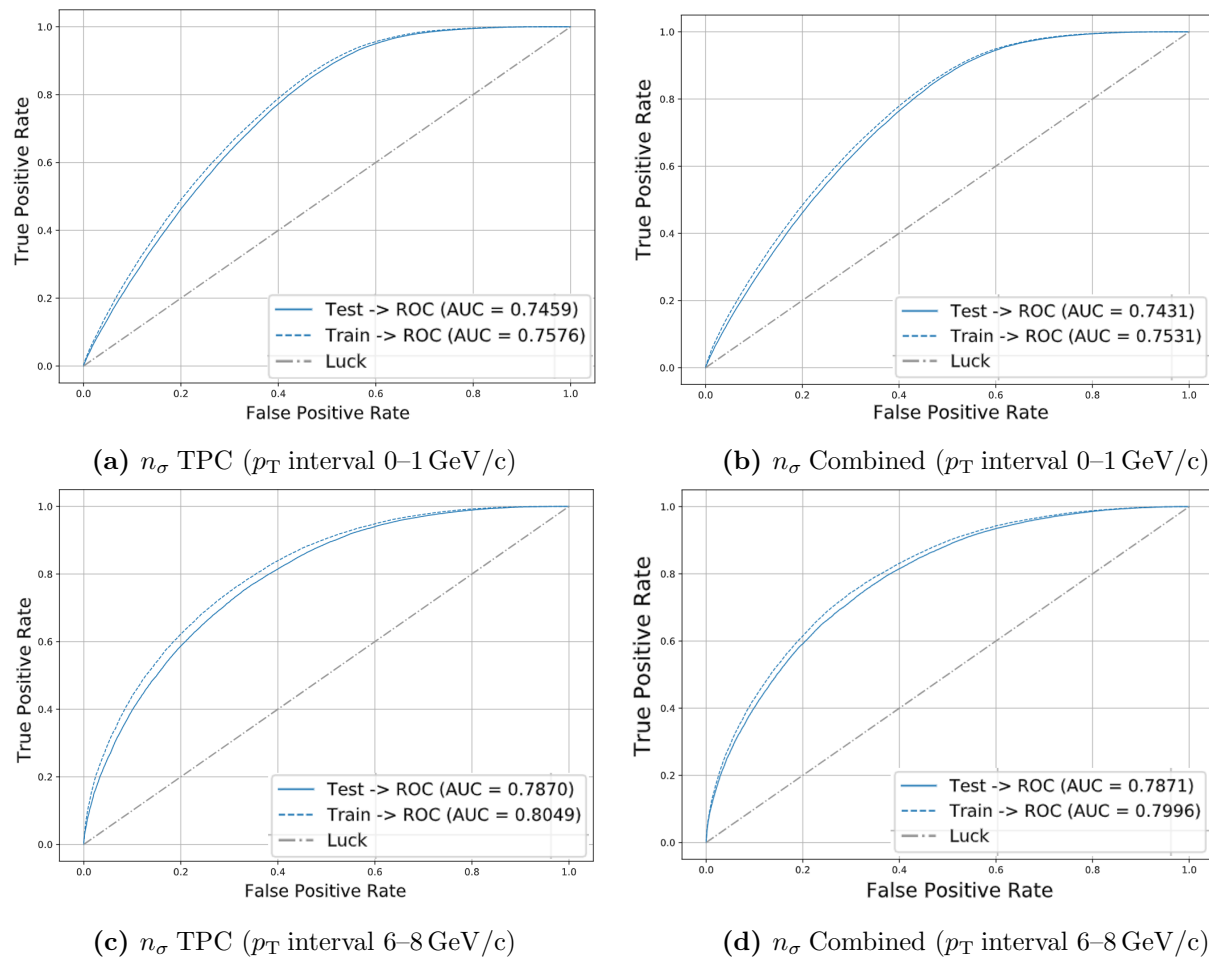 1.0
0.8
0.6
0.4
0.2
0.0
True Positive Rate
Test -> ROC (AUC = 0.7459)
Train -> ROC (AUC = 0.7576)
Luck
0.0 0.2 0.4 0.6 0.8 1.0
False Positive Rate
(a) nσ TPC (pT interval 0–1 GeV/c)
1.0
0.8
0.6
0.4
0.2
0.0
True Positive Rate
Test -> ROC (AUC = 0.7431)
Train -> ROC (AUC = 0.7531)
Luck
0.0 0.2 0.4 0.6 0.8 1.0
False Positive Rate
(b) nσ Combined (pT interval 0–1 GeV/c)
1.0
0.8
0.6
0.4
0.2
0.0
True Positive Rate
Test -> ROC (AUC = 0.7870)
Train -> ROC (AUC = 0.8049)
Luck
0.0 0.2 0.4 0.6 0.8 1.0
False Positive Rate
(c) nσ TPC (pT interval 6–8 GeV/c)
1.0
0.8
0.6
0.4
0.2
0.0
True Positive Rate
Test -> ROC (AUC = 0.7871)
Train -> ROC (AUC = 0.7996)
Luck
0.0 0.2 0.4 0.6 0.8 1.0
False Positive Rate
(d) nσ Combined (pT interval 6–8 GeV/c)